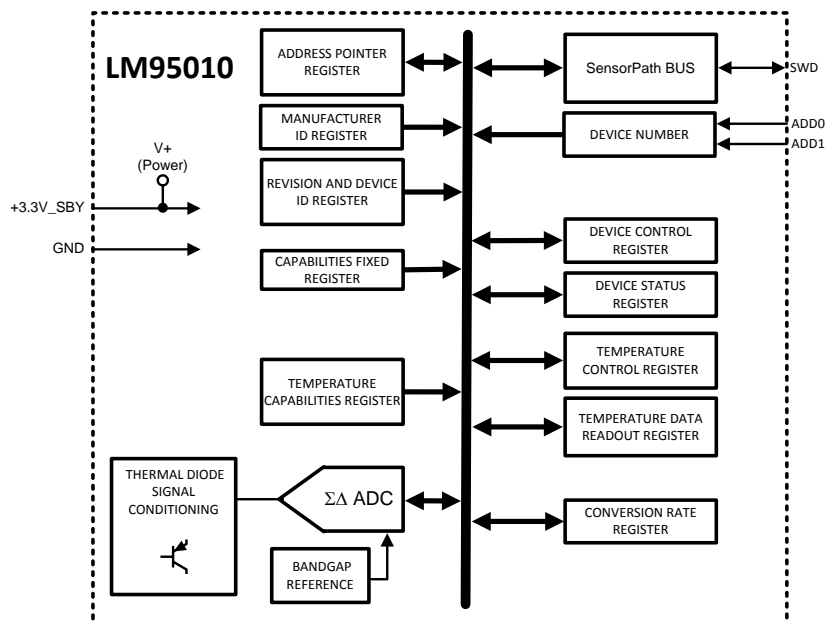 LM95010
ADDRESS POINTER
REGISTER
SensorPath BUS
SWD
MANUFACTURER
ID REGISTER
DEVICE NUMBER
ADD0
ADD1
V+
(Power)
+3.3V_SBY
GND
REVISION AND DEVICE
ID REGISTER
CAPABILITIES FIXED
REGISTER
DEVICE CONTROL
REGISTER
DEVICE STATUS
REGISTER
TEMPERATURE
CONTROL REGISTER
TEMPERATURE
CAPABILITIES REGISTER
TEMPERATURE DATA
READOUT REGISTER
THERMAL DIODE
SIGNAL
CONDITIONING
ΣΔ ADC
CONVERSION RATE
REGISTER
BANDGAP
REFERENCE